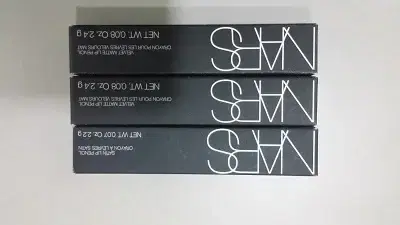 NARS
SATIN LIP PENCIL
CRAYON À LÈVRES SATIN
NET WT. 0.07 Oz. 2.2 g
NARS
VELVET MATTE LIP PENCIL
CRAYON POUR LES LÈVRES VELOURS MAT
NET WT. 0.08 Oz. 2.4 g
NARS
VELVET MATTE LIP PENCIL
CRAYON POUR LES LÈVRES VELOURS MAT
NET WT. 0.08 Oz. 2.4 g